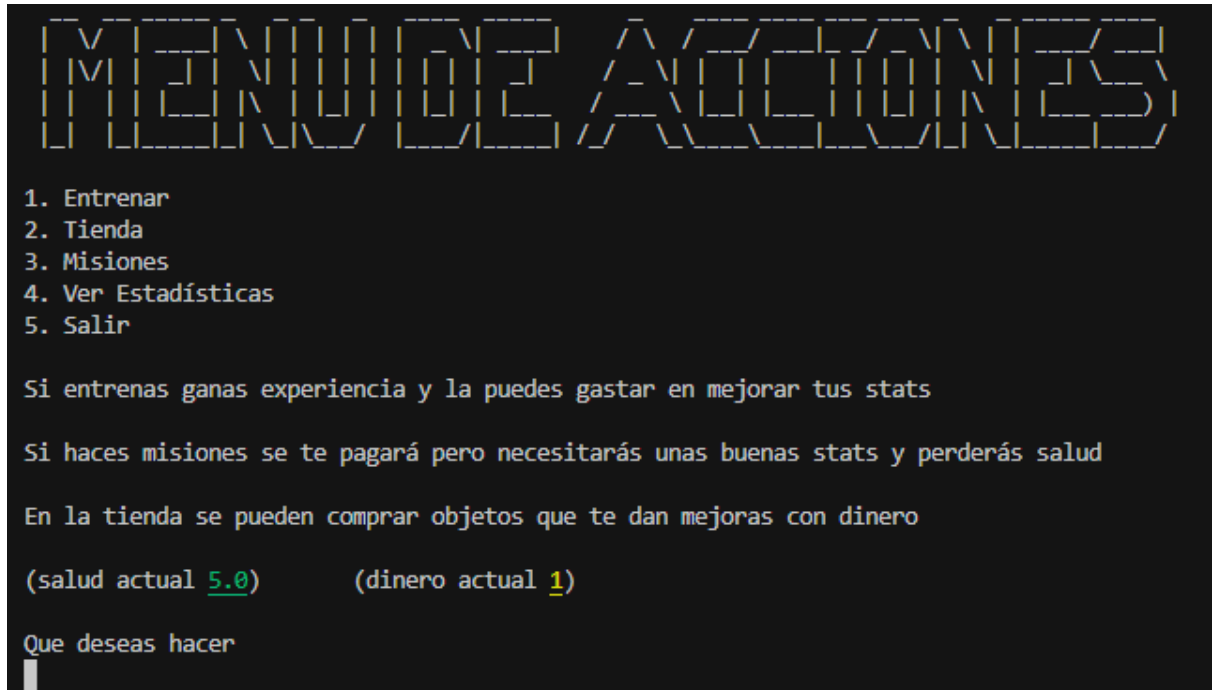 MENU DE ACCIONES
1. Entrenar
2. Tienda
3. Misiones
4. Ver Estadísticas
5. Salir
Si entrenas ganas experiencia y la puedes gastar en mejorar tus stats
Si haces misiones se te pagará pero necesitarás unas buenas stats y perderás salud
En la tienda se pueden comprar objetos que te dan mejoras con dinero
(salud actual 5.0) (dinero actual 1)
Que deseas hacer